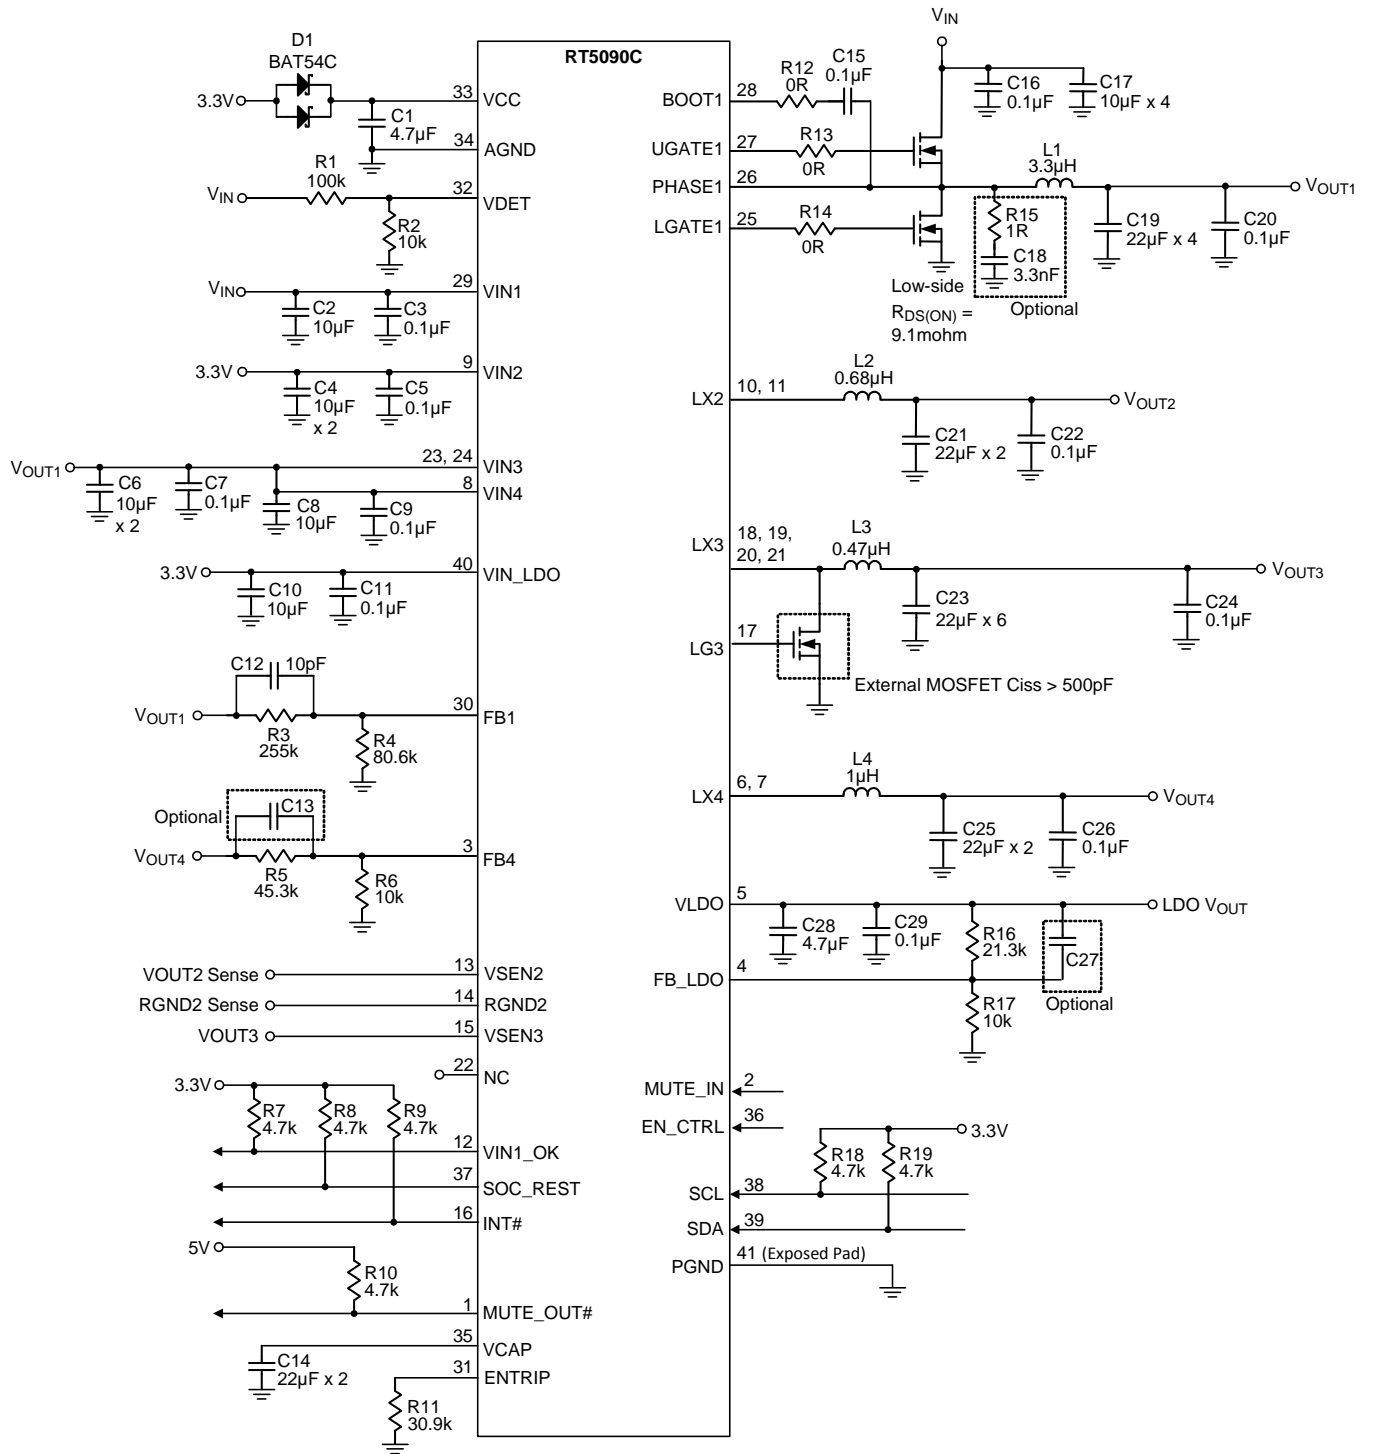 RT5090C
D1
BAT54C
3.3V
33
VCC
C1
4.7µF
34
AGND
R1
100k
VIN
32
VDET
R2
10k
VIN
29
VIN1
C2
10µF
C3
0.1µF
3.3V
9
VIN2
C4
10µF
x 2
C5
0.1µF
VOUT1
23, 24
VIN3
8
VIN4
C6
10µF
x 2
C7
0.1µF
C8
10µF
C9
0.1µF
3.3V
40
VIN_LDO
C10
10µF
C11
0.1µF
C12
10pF
VOUT1
30
FB1
R3
255k
R4
80.6k
Optional
C13
VOUT4
3
FB4
R5
45.3k
R6
10k
VOUT2 Sense
13
VSEN2
RGND2 Sense
14
RGND2
VOUT3
15
VSEN3
22
NC
3.3V
R7
4.7k
R8
4.7k
R9
4.7k
12
VIN1_OK
37
SOC_REST
16
INT#
5V
R10
4.7k
1
MUTE_OUT#
35
VCAP
C14
22µF x 2
31
ENTRIP
R11
30.9k
VIN
BOOT1
28
R12
0R
C15
0.1µF
C16
0.1µF
C17
10µF x 4
UGATE1
27
R13
0R
PHASE1
26
L1
3.3µH
VOUT1
LGATE1
25
R14
0R
R15
1R
C18
3.3nF
Optional
C19
22µF x 4
C20
0.1µF
Low-side
RDS(ON) =
9.1mohm
LX2
10, 11
L2
0.68µH
VOUT2
C21
22µF x 2
C22
0.1µF
LX3
18, 19,
20, 21
L3
0.47µH
VOUT3
C23
22µF x 6
C24
0.1µF
LG3
17
External MOSFET Ciss > 500pF
LX4
6, 7
L4
1µH
VOUT4
C25
22µF x 2
C26
0.1µF
VLDO
5
LDO VOUT
C28
4.7µF
C29
0.1µF
R16
21.3k
C27
Optional
FB_LDO
4
R17
10k
MUTE_IN
2
EN_CTRL
36
3.3V
R18
4.7k
R19
4.7k
SCL
38
SDA
39
PGND
41 (Exposed Pad)